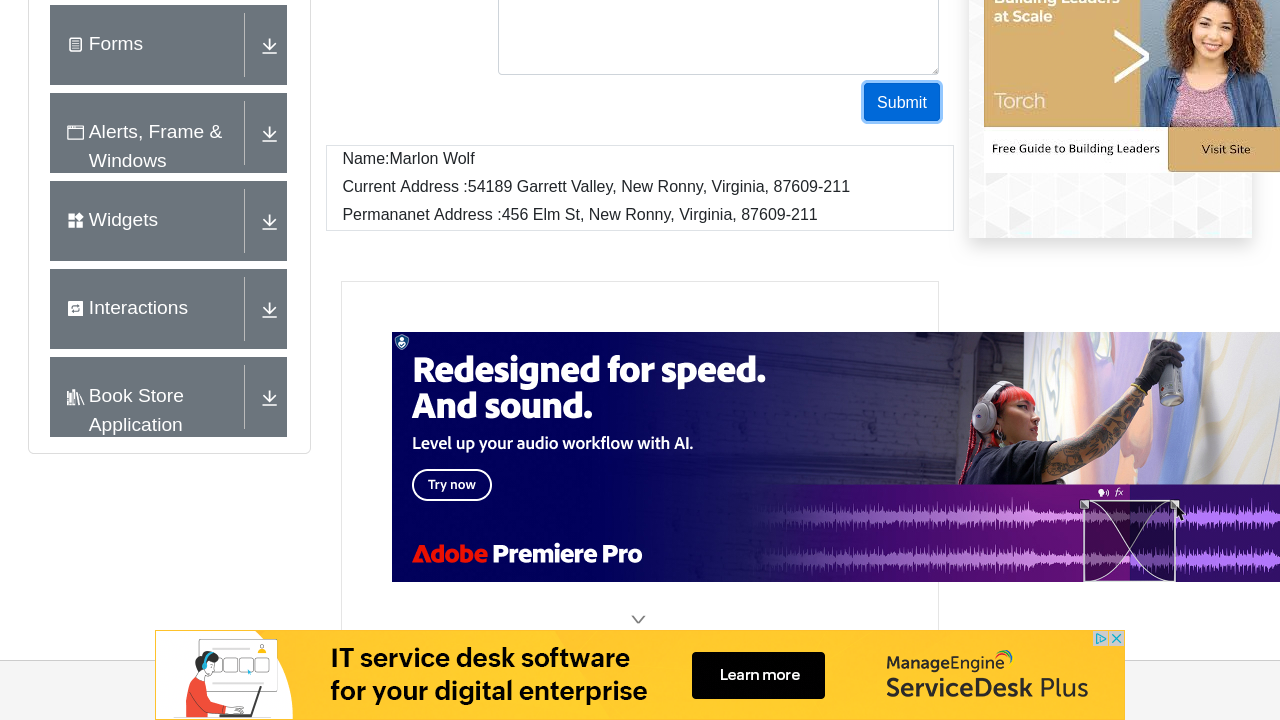 Forms
Alerts, Frame &
Windows
Widgets
Interactions
Book Store
Application
Submit
Name:Marlon Wolf
Current Address :54189 Garrett Valley, New Ronny, Virginia, 87609-211
Permananet Address :456 Elm St, New Ronny, Virginia, 87609-211
Building Leaders
at Scale
Torch
Free Guide to Building Leaders
Visit Site
Redesigned for speed.
And sound.
Level up your audio workflow with AI.
Try now
fx
Adobe Premiere Pro
IT service desk software
for your digital enterprise
Learn more
ManageEngine
ServiceDesk Plus